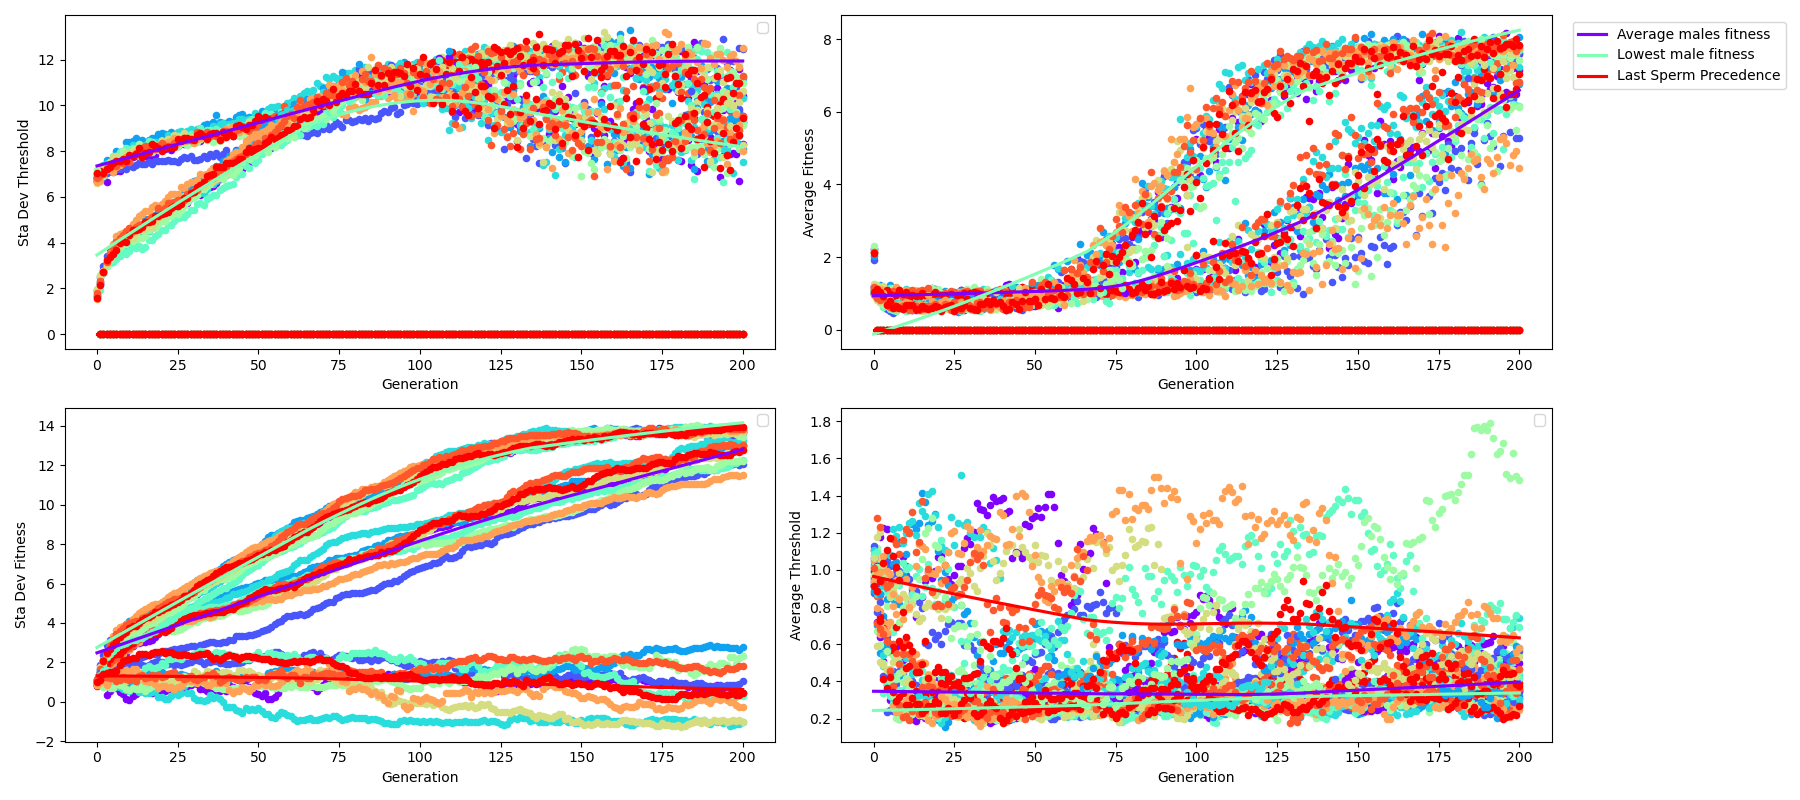 Sta Dev Threshold
12
10
8
6
4
2
0
0 25 50 75 100 125 150 175 200
Generation
Average Fitness
8
6
4
2
0
0 25 50 75 100 125 150 175 200
Generation
Average males fitness
Lowest male fitness
Last Sperm Precedence
Sta Dev Fitness
14
12
10
8
6
4
2
0
−2
0 25 50 75 100 125 150 175 200
Generation
Average Threshold
1.8
1.6
1.4
1.2
1.0
0.8
0.6
0.4
0.2
0 25 50 75 100 125 150 175 200
Generation